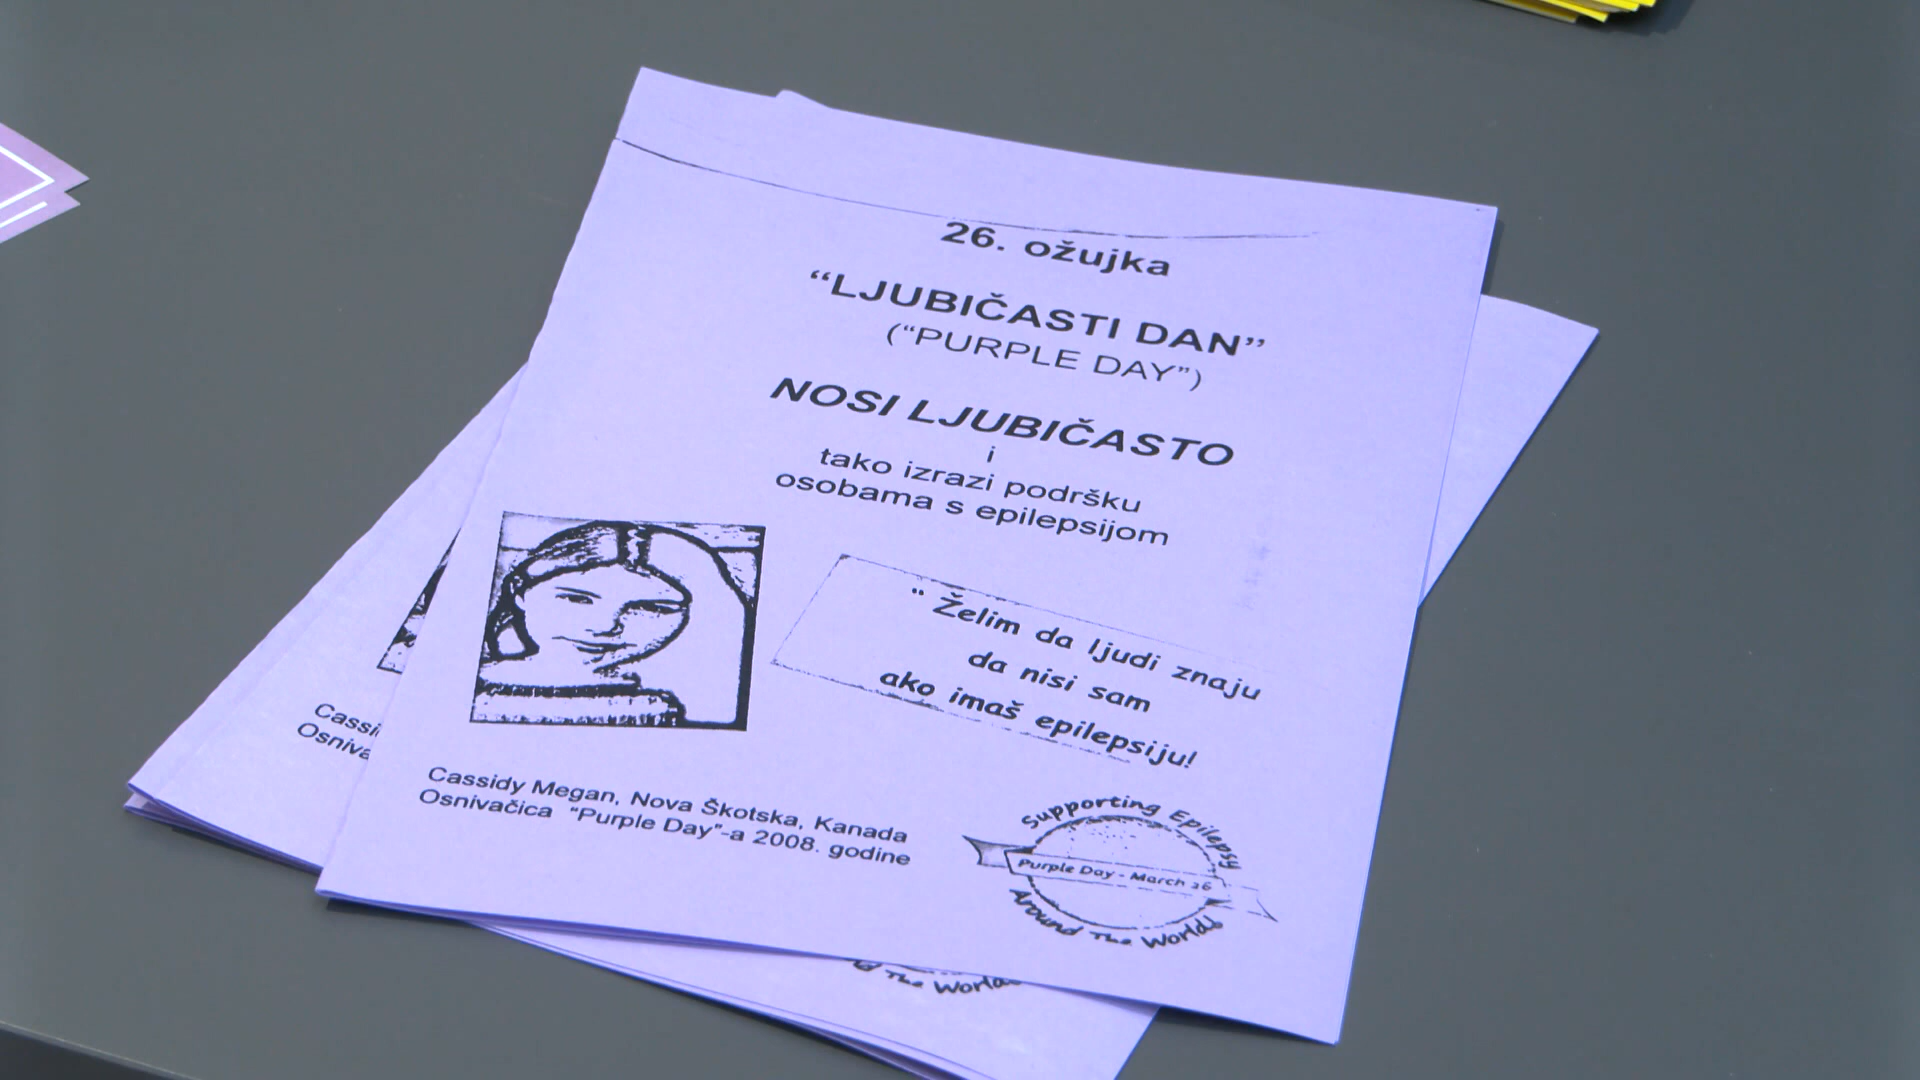 26. ožujka
“LJUBIČASTI DAN”
(“PURPLE DAY”)
NOSI LJUBIČASTO
i
tako izrazi podršku
osobama s epilepsijom
“ Želim da ljudi znaju
da nisi sam
ako imaš epilepsiju!
Cassidy Megan, Nova Škotska, Kanada
Osnivačica “Purple Day”-a 2008. godine
Supporting Epilepsy
Purple Day - March 26
Around The World
The World